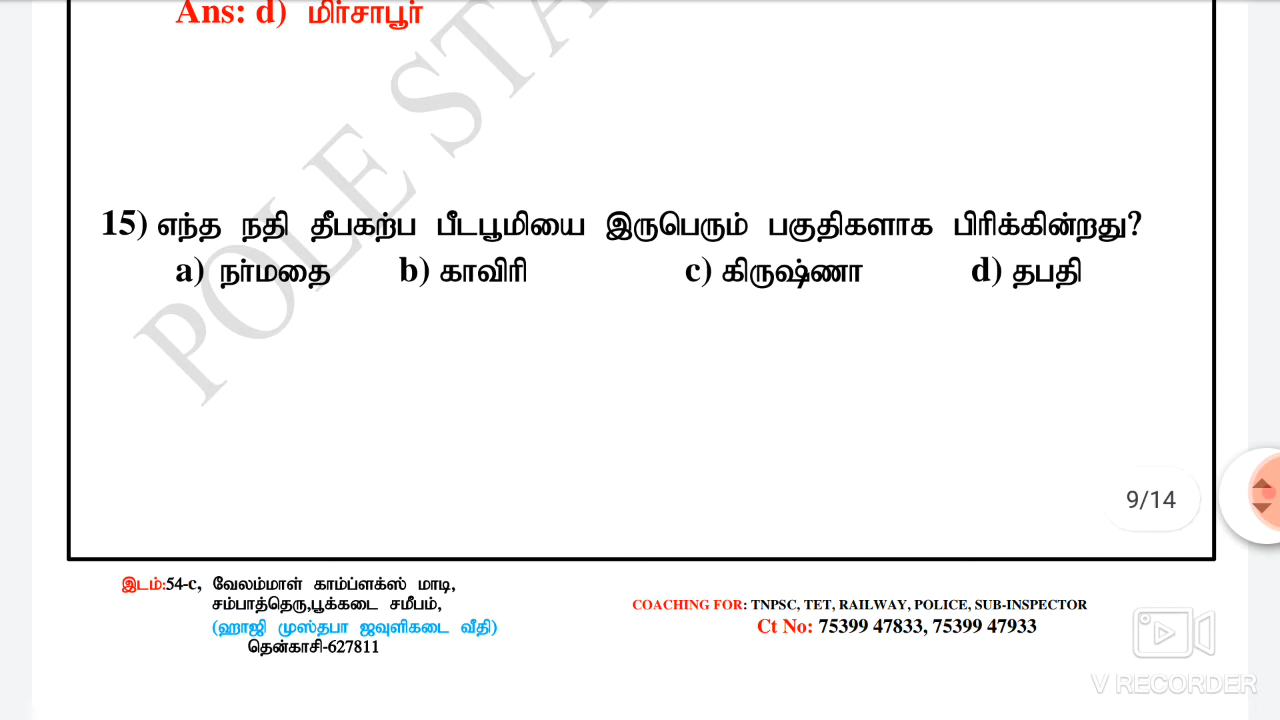 Ans: d) மிர்சாபூர்
POLE STA
15) எந்த நதி தீபகற்ப பீடபூமியை இருபெரும் பகுதிகளாக பிரிக்கின்றது?
a) நர்மதை b) காவிரி c) கிருஷ்ணா d) தபதி
9/14
இடம்:54-c, வேலம்மாள் காம்ப்ளக்ஸ் மாடி,
சம்பாத்தெரு,பூக்கடை சமீபம்,
(ஹாஜி முஸ்தபா ஜவுளிகடை வீதி)
தென்காசி-627811
COACHING FOR: TNPSC, TET, RAILWAY, POLICE, SUB-INSPECTOR
Ct No: 75399 47833, 75399 47933
V RECORDER